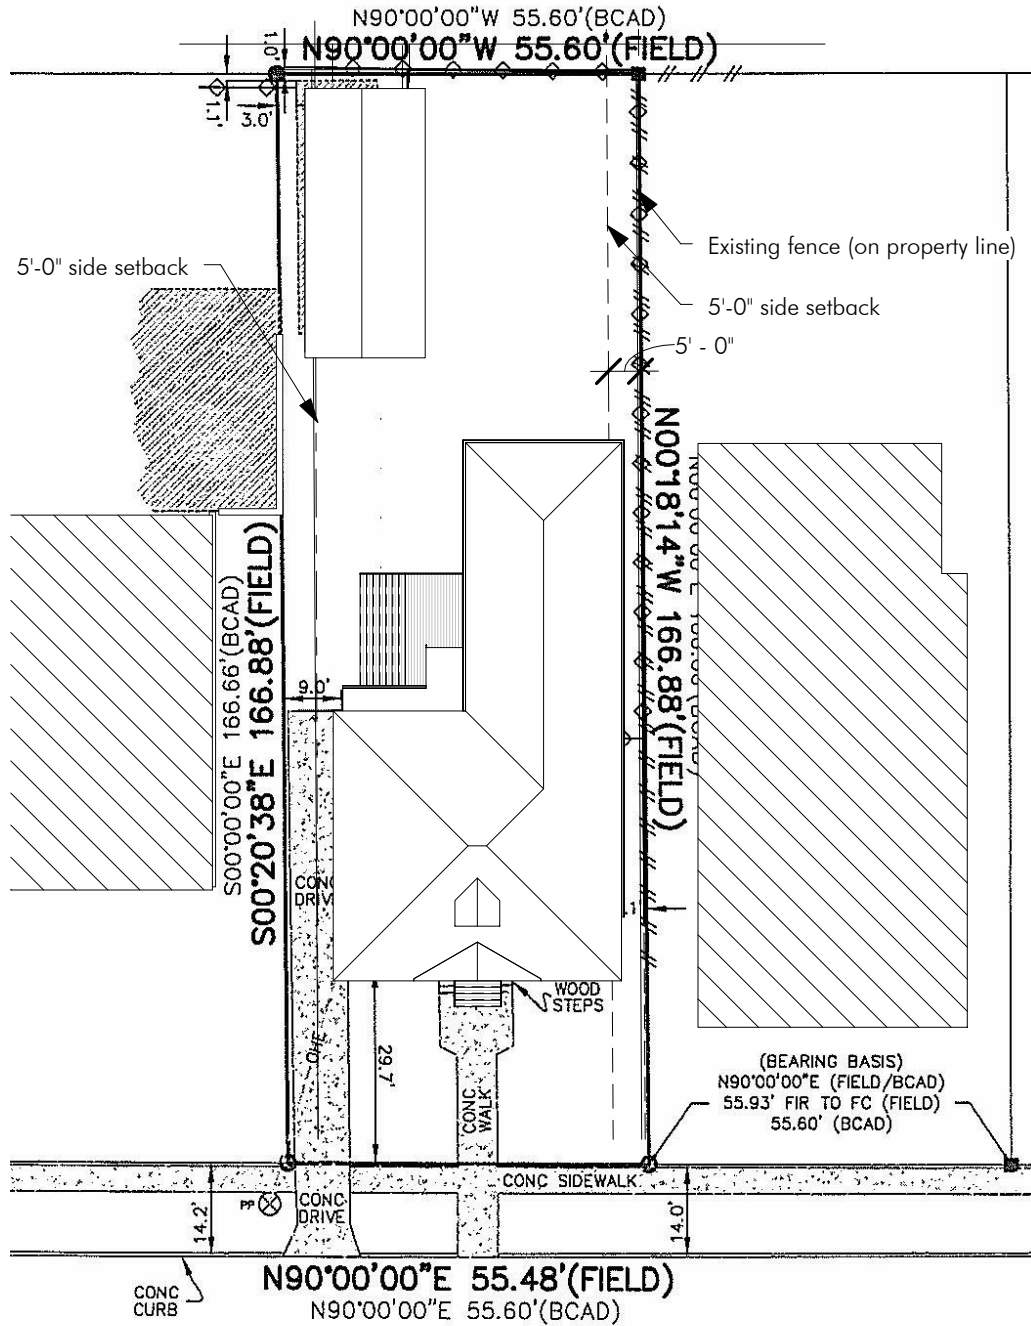 N90°00'00"W 55.60'(BCAD)
N90°00'00"W 55.60'(FIELD)
1.0'
1.1'
3.0'
Existing fence (on property line)
5'-0" side setback
5'-0" side setback
5' - 0"
N00°18'14"W 166.88'(FIELD)
S00°00'00"E 166.66'(BCAD)
S00°20'38"E 166.88'(FIELD)
9.0'
CONC
DRIV
WOOD
STEPS
OHE
29.7'
CONC
WALK
(BEARING BASIS)
N90°00'00"E (FIELD/BCAD)
55.93' FIR TO FC (FIELD)
55.60' (BCAD)
CONC SIDEWALK
PP
CONC
DRIVE
14.2'
14.0'
N90°00'00"E 55.48'(FIELD)
N90°00'00"E 55.60'(BCAD)
CONC
CURB